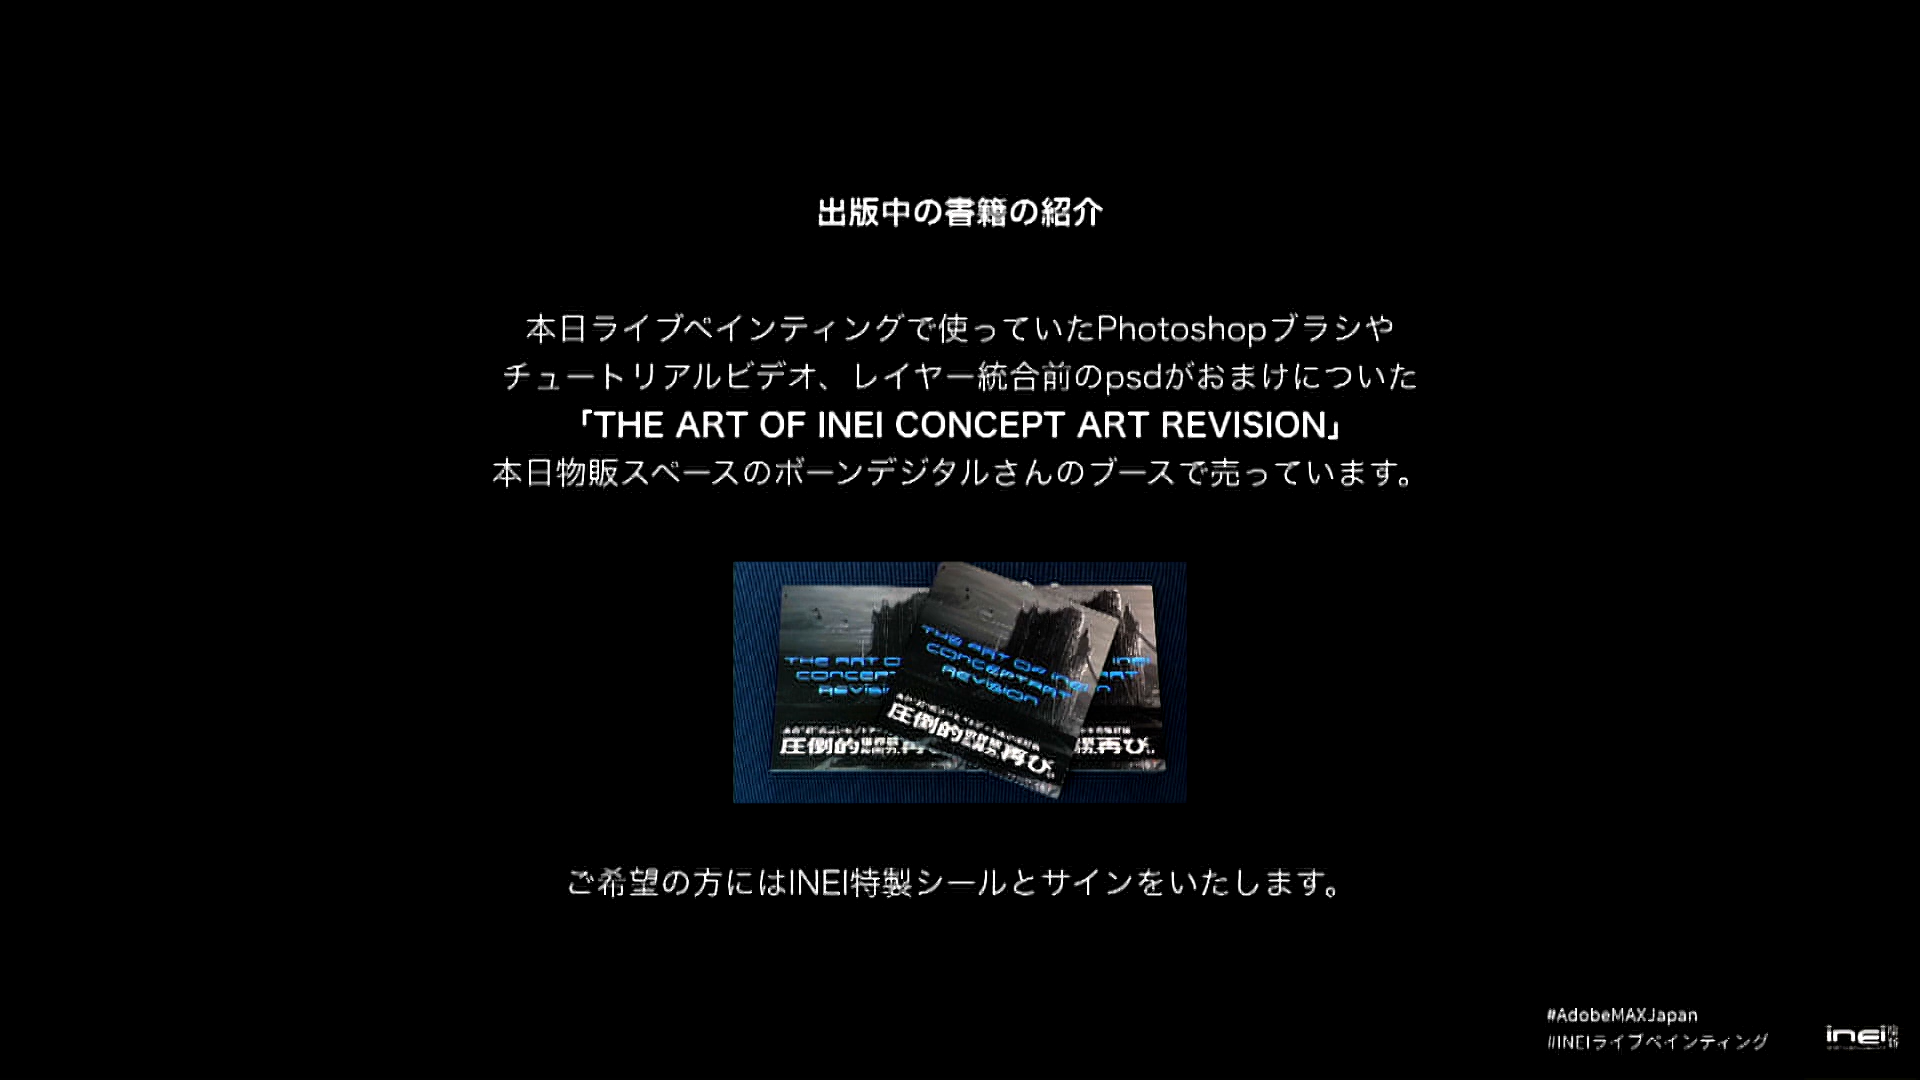 出版中の書籍の紹介
本日ライブペインティングで使っていたPhotoshopブラシや
チュートリアルビデオ、レイヤー統合前のpsdがおまけについた
「THE ART OF INEI CONCEPT ART REVISION」
本日物販スペースのボーンデジタルさんのブースで売っています。
THE ART OF INEI
CONCEPT ART
REVISION
圧倒的
再び。
ご希望の方にはINEI特製シールとサインをいたします。
#AdobeMAXJapan
#INEIライブペインティング
inei